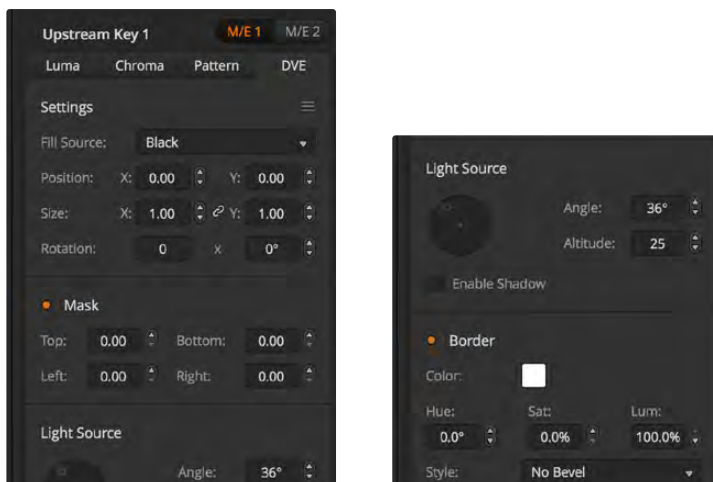 Upstream Key 1 M/E 1 M/E 2
Luma Chroma Pattern DVE
Settings
Fill Source: Black
Position: X: 0.00 Y: 0.00
Size: X: 1.00 Y: 1.00
Rotation: 0 x 0°
Mask
Top: 0.00 Bottom: 0.00
Left: 0.00 Right: 0.00
Light Source
Angle: 36°
Light Source
Angle: 36°
Altitude: 25
Enable Shadow
Border
Color:
Hue: Sat: Lum:
0.0° 0.0% 100.0%
Style: No Bevel